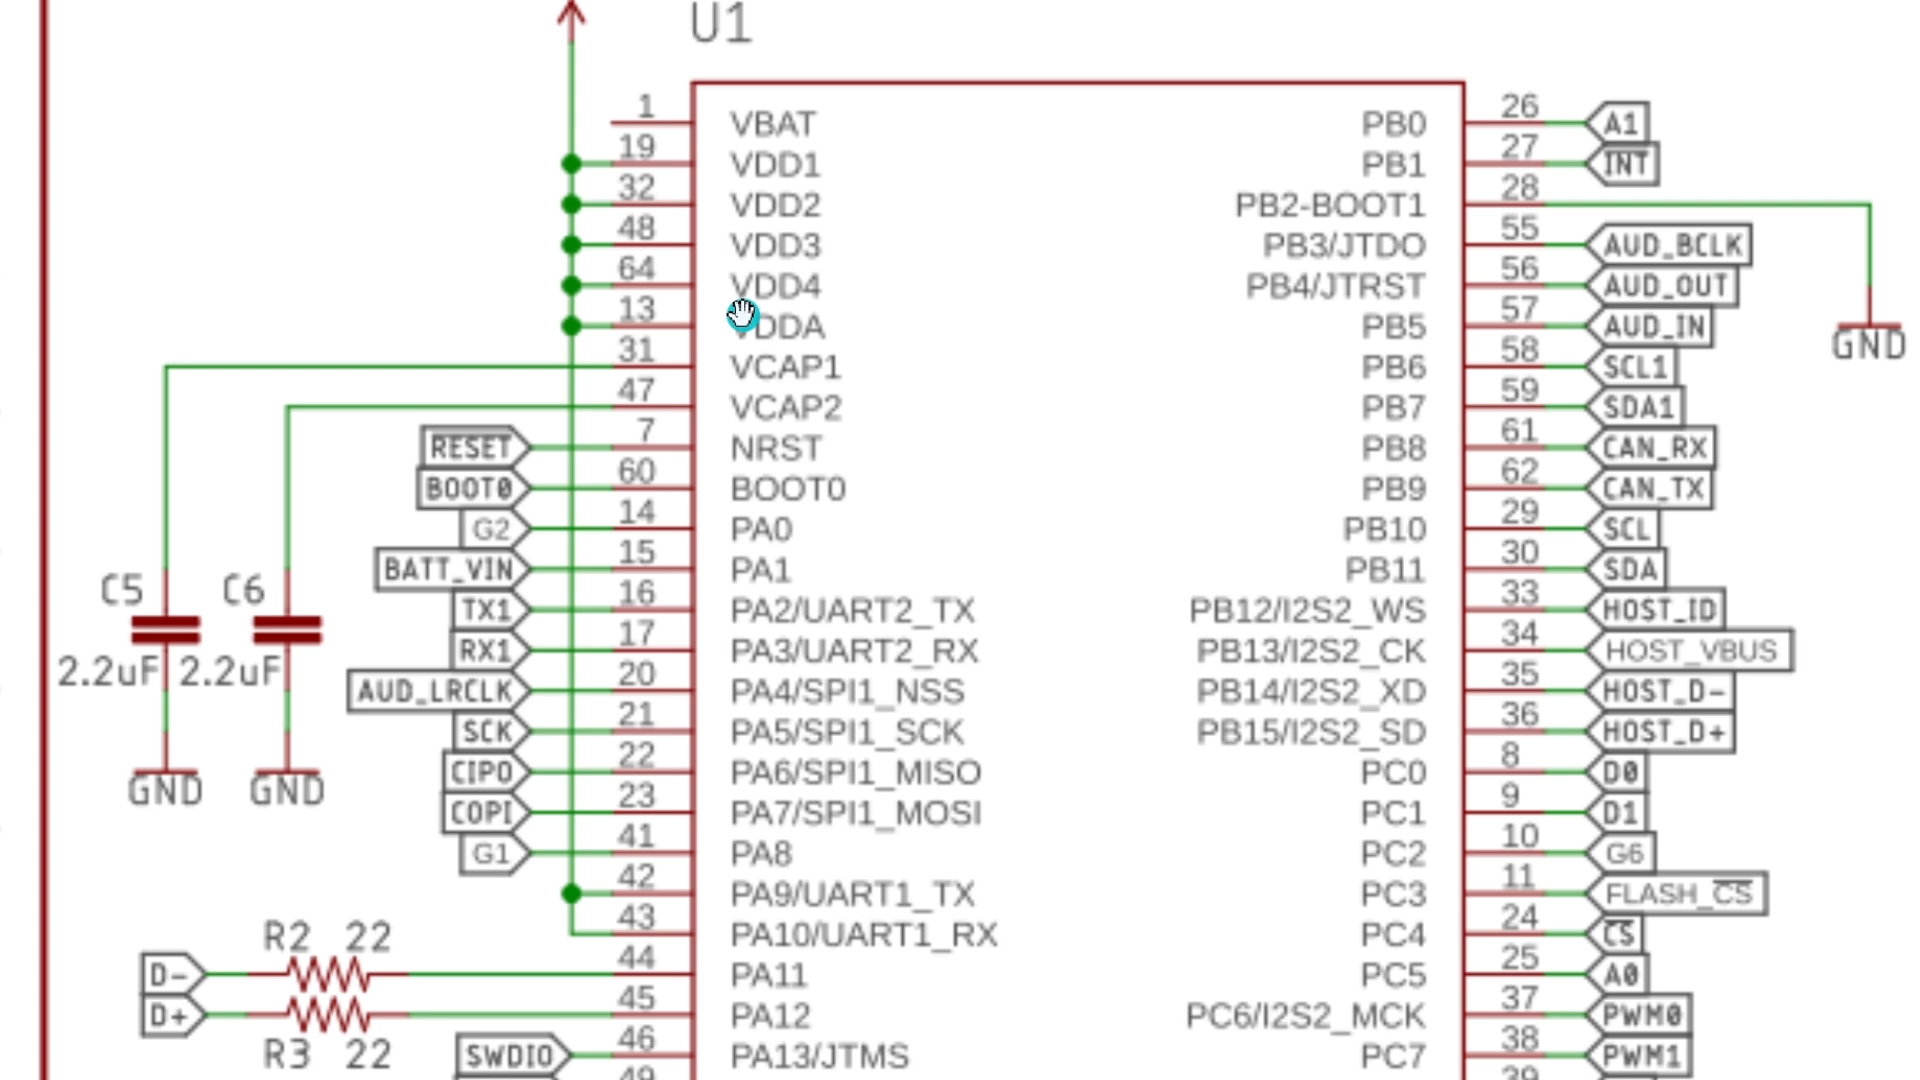 U1
1 VBAT PB0 26 A1
19 VDD1 PB1 27 INT
32 VDD2 PB2-BOOT1 28
48 VDD3 PB3/JTDO 55 AUD_BCLK
64 VDD4 PB4/JTRST 56 AUD_OUT
13 VDDA PB5 57 AUD_IN
31 VCAP1 PB6 58 SCL1
GND
47 VCAP2 PB7 59 SDA1
RESET 7 NRST PB8 61 CAN_RX
BOOT0 60 BOOT0 PB9 62 CAN_TX
G2 14 PA0 PB10 29 SCL
BATT_VIN 15 PA1 PB11 30 SDA
C5 C6
TX1 16 PA2/UART2_TX PB12/I2S2_WS 33 HOST_ID
RX1 17 PA3/UART2_RX PB13/I2S2_CK 34 HOST_VBUS
2.2uF 2.2uF
AUD_LRCLK 20 PA4/SPI1_NSS PB14/I2S2_XD 35 HOST_D-
SCK 21 PA5/SPI1_SCK PB15/I2S2_SD 36 HOST_D+
CIPO 22 PA6/SPI1_MISO PC0 8 D0
GND GND
COPI 23 PA7/SPI1_MOSI PC1 9 D1
G1 41 PA8 PC2 10 G6
42 PA9/UART1_TX PC3 11 FLASH_CS
43 PA10/UART1_RX PC4 24 CS
R2 22
D- 44 PA11 PC5 25 A0
D+ 45 PA12 PC6/I2S2_MCK 37 PWM0
R3 22
SWDIO 46 PA13/JTMS PC7 38 PWM1
49 39